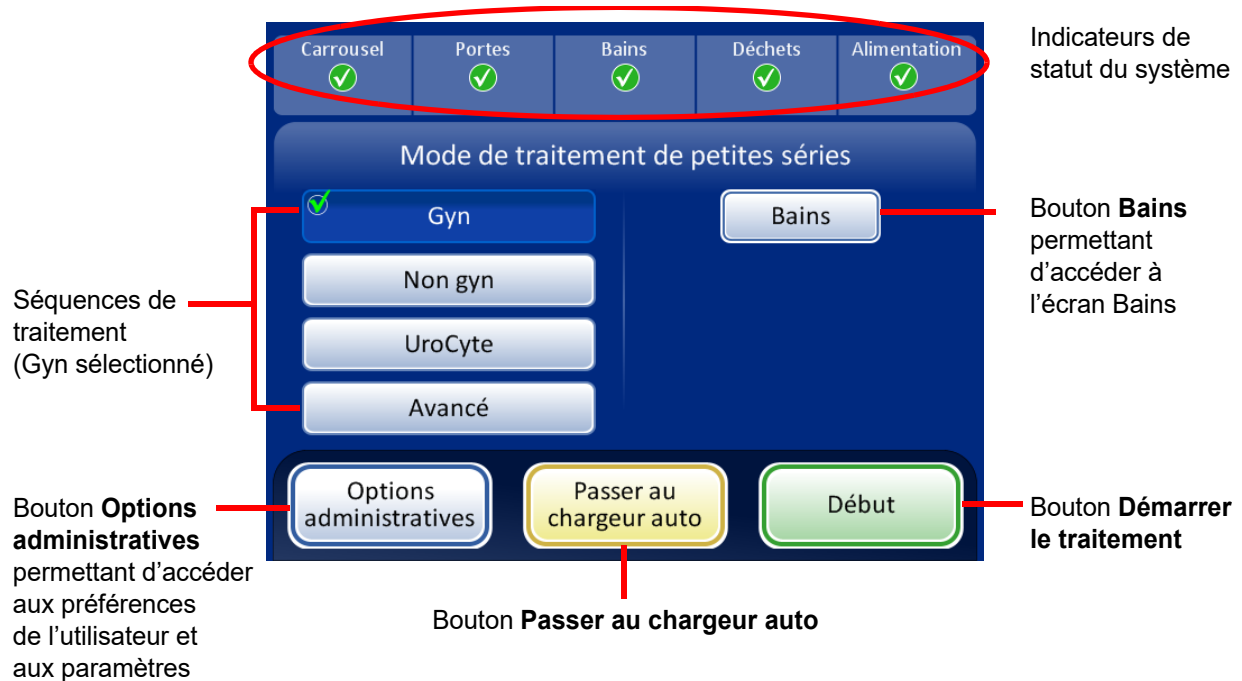 Carrousel
Portes
Bains
Déchets
Alimentation
Indicateurs de
statut du système
Mode de traitement de petites séries
Gyn
Non gyn
UroCyte
Avancé
Bains
Bouton Bains
permettant
d’accéder à
l’écran Bains
Séquences de
traitement
(Gyn sélectionné)
Options
administratives
Passer au
chargeur auto
Début
Bouton Options
administratives
permettant d’accéder
aux préférences
de l’utilisateur et
aux paramètres
Bouton Passer au chargeur auto
Bouton Démarrer
le traitement